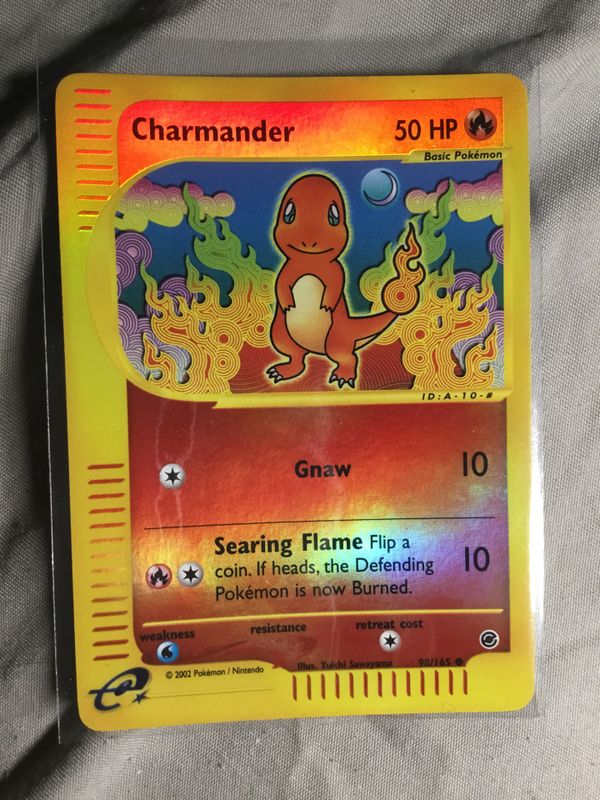 Charmander 50 HP
Basic Pokémon
ID:A-10-#
Gnaw 10
Searing Flame Flip a
coin. If heads, the Defending
Pokémon is now Burned.
10
weakness resistance retreat cost
© 2002 Pokémon / Nintendo Illus. Yuichi Sawayama 98/165
e